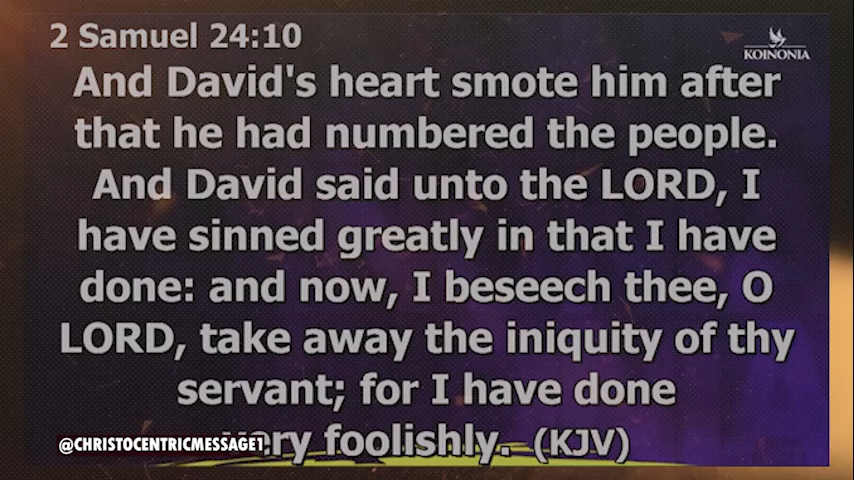 2 Samuel 24:10
KOINONIA
And David's heart smote him after
that he had numbered the people.
And David said unto the LORD, I
have sinned greatly in that I have
done: and now, I beseech thee, O
LORD, take away the iniquity of thy
servant; for I have done
very foolishly. (KJV)
@CHRISTOCENTRICMESSAGE1